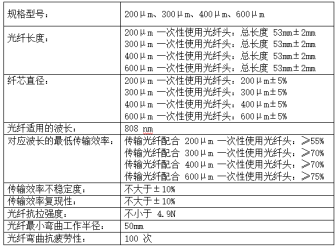 规格型号： 200μm、300μm、400μm、600μm
光纤长度： 200μm 一次性使用光纤头：总长度 53mm±2mm
300μm 一次性使用光纤头：总长度 53mm±2mm
400μm 一次性使用光纤头：总长度 53mm±2mm
600μm 一次性使用光纤头：总长度 53mm±2mm
纤芯直径： 200μm 一次性使用光纤头：200μm±5%
300μm 一次性使用光纤头：300μm±5%
400μm 一次性使用光纤头：400μm±5%
600μm 一次性使用光纤头：600μm±5%
光纤适用的波长： 808 nm
对应波长的最低传输效率： 传输光纤配合 200μm 一次性使用光纤头：≥55%
传输光纤配合 300μm 一次性使用光纤头：≥70%
传输光纤配合 400μm 一次性使用光纤头：≥70%
传输光纤配合 600μm 一次性使用光纤头：≥75%
传输效率不稳定度： 不大于±10%
传输效率复现性： 不大于±10%
光纤抗拉强度： 不小于 4.9N
光纤最小弯曲工作半径： 50mm
光纤弯曲抗疲劳性： 100 次